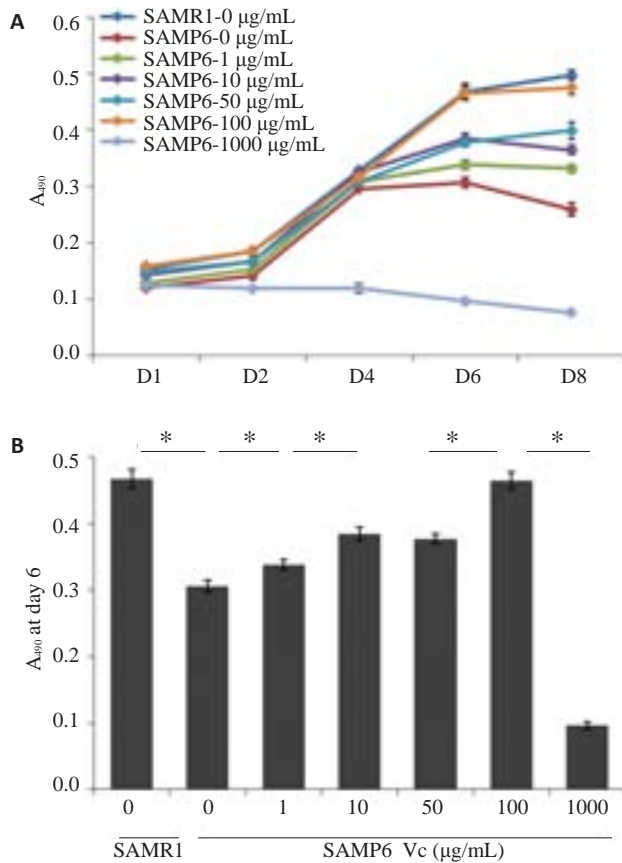 A
0.6
0.5
0.4
0.3
0.2
0.1
0.0
A490
SAMR1-0 μg/mL
SAMP6-0 μg/mL
SAMP6-1 μg/mL
SAMP6-10 μg/mL
SAMP6-50 μg/mL
SAMP6-100 μg/mL
SAMP6-1000 μg/mL
D1 D2 D4 D6 D8
B
* * * * *
0.5
0.4
0.3
0.2
0.1
0.0
A490 at day 6
0 0 1 10 50 100 1000
SAMR1 SAMP6 Vc (μg/mL)